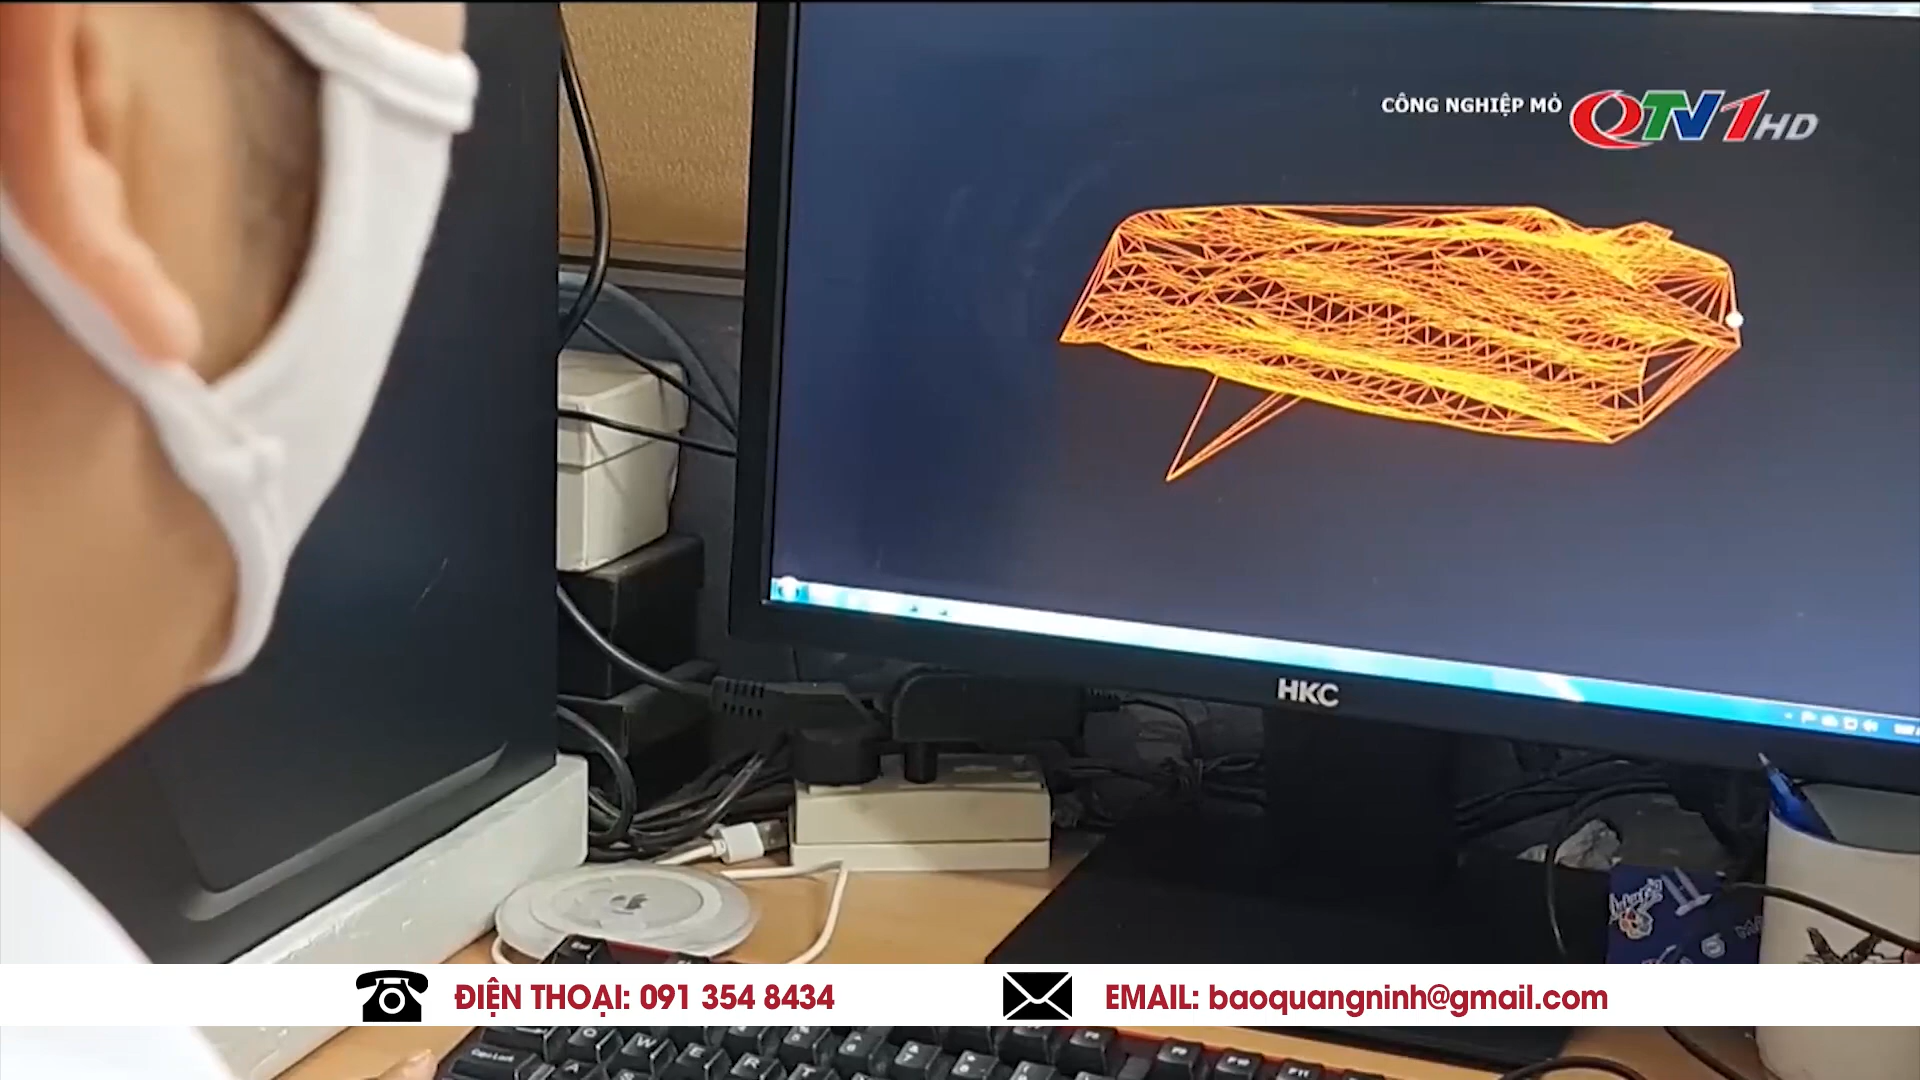 CÔNG NGHIỆP MỎ QTV1HD
HKC
ĐIỆN THOẠI: 091 354 8434
EMAIL: baoquangninh@gmail.com